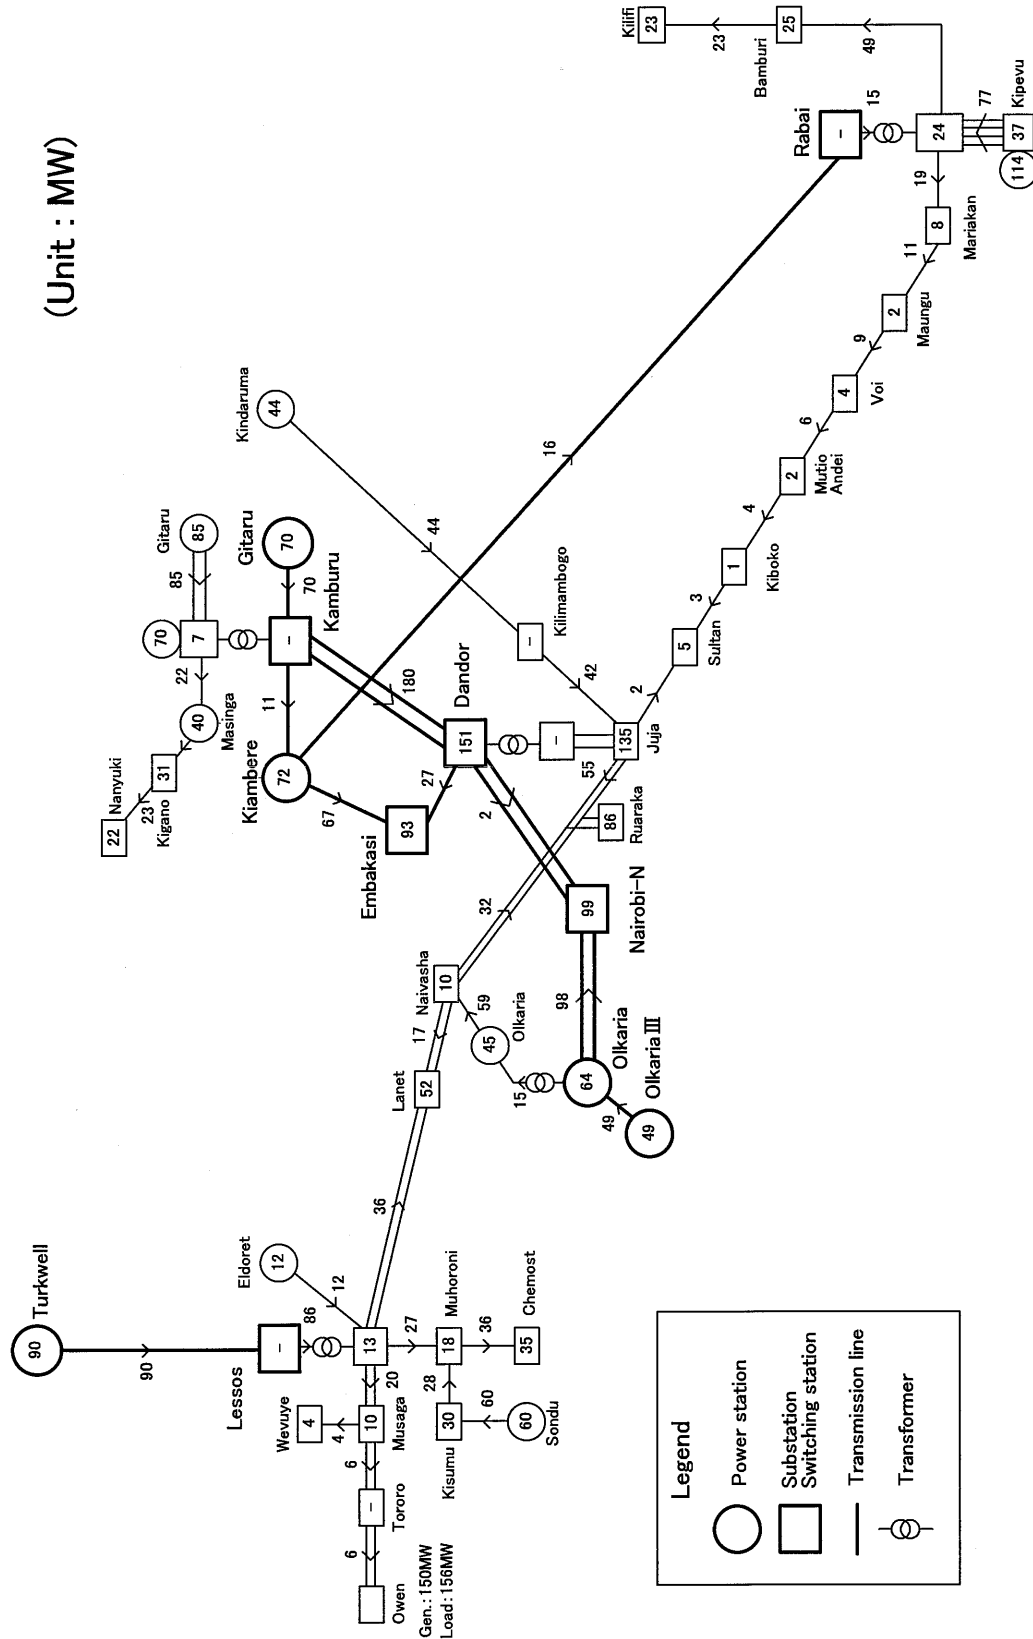 (Unit : MW)
Turkwell
90
90
Lessos
-
86
Eldoret
12
12
13
Wevuye
4
4
20
10
Musaga
6
-
Tororo
6
Owen
Gen.:150MW
Load:156MW
27
Muhoroni
18
28
30
Kisumu
60
60
Sondu
36
35
Chemost
36
Lanet
52
17
Naivasha
10
59
45
Olkaria
15
64
Olkaria
49
49
OlkariaⅢ
98
99
Nairobi-N
32
2
86
Ruaraka
55
135
Juja
-
151
Dandor
27
93
Embakasi
67
72
Kiambere
11
-
Kamburu
180
70
70
Gitaru
7
70
85
85
Gitaru
22
40
Masinga
31
Kigano
23
22
Nanyuki
Kindaruma
44
44
-
Kilimambogo
42
16
Rabai
-
15
24
77
37
Kipevu
114
49
25
Bamburi
23
23
Kilifi
19
8
Mariakan
11
2
Maungu
9
4
Voi
6
2
Mutio
Andei
4
1
Kiboko
3
5
Sultan
2
Legend
Power station
Substation
Switching station
Transmission line
Transformer